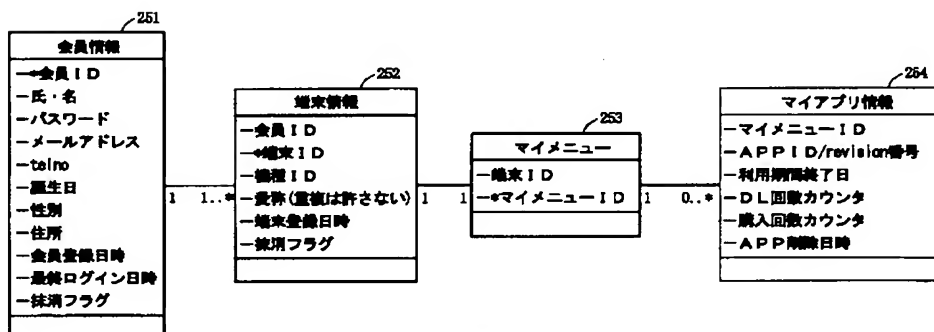 251
会員情報
―*会員ID
―氏・名
―パスワード
―メールアドレス
―telno
―誕生日
―性別
―住所
―会員登録日時
―最終ログイン日時
―抹消フラグ
1
1..*
252
端末情報
―会員ID
―*端末ID
―機種ID
―愛称(重複は許さない)
―端末登録日時
―抹消フラグ
1
1
253
マイメニュー
―端末ID
―*マイメニューID
1
0..*
254
マイアプリ情報
―マイメニューID
―APPID/revision番号
―利用期間終了日
―DL回数カウンタ
―購入回数カウンタ
―APP削除日時